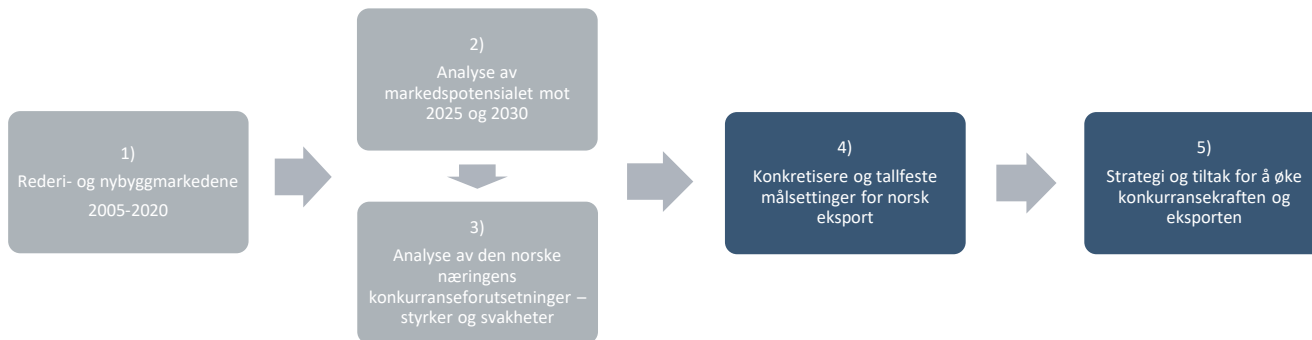 1)
Rederi- og nybyggmarkedene
2005-2020
2)
Analyse av
markedspotensialet mot
2025 og 2030
3)
Analyse av den norske
næringens
konkurranseforutsetninger –
styrker og svakheter
4)
Konkretisere og tallfeste
målsettinger for norsk
eksport
5)
Strategi og tiltak for å øke
konkurransekraften og
eksporten